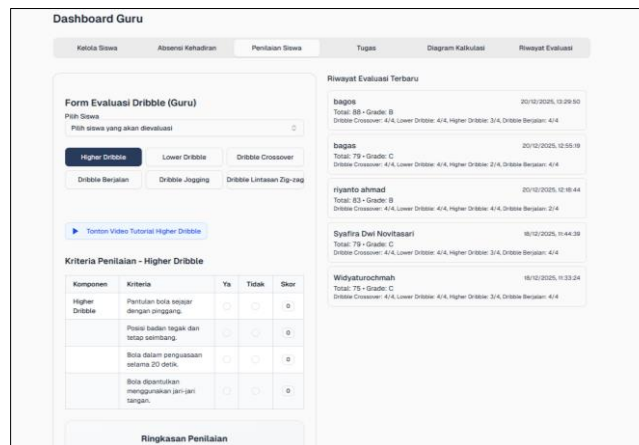 Dashboard Guru
Kelola Siswa Absensi Kehadiran Penilaian Siswa Tugas Diagram Kalkulasi Riwayat Evaluasi
Form Evaluasi Dribble (Guru)
Pilih Siswa
Pilih siswa yang akan dievaluasi
Higher Dribble Lower Dribble Dribble Crossover
Dribble Berjalan Dribble Jogging Dribble Lintasan Zig-zag
Tonton Video Tutorial Higher Dribble
Kriteria Penilaian - Higher Dribble
Komponen Kriteria Ya Tidak Skor
Higher Dribble
Pantulan bola sejajar
dengan pinggang.
0
Posisi badan tegak dan
tetap seimbang.
0
Bola dalam penguasaan
selama 20 detik.
0
Bola dipantulkan
menggunakan jari-jari
tangan.
0
Ringkasan Penilaian
Riwayat Evaluasi Terbaru
bagos 20/12/2025, 13:29:50
Total: 88 • Grade: B
Dribble Crossover: 4/4, Lower Dribble: 4/4, Higher Dribble: 3/4, Dribble Berjalan: 4/4
bagas 20/12/2025, 12:55:19
Total: 79 • Grade: C
Dribble Crossover: 4/4, Lower Dribble: 4/4, Higher Dribble: 2/4, Dribble Berjalan: 4/4
riyanto ahmad 20/12/2025, 12:18:44
Total: 83 • Grade: B
Dribble Crossover: 4/4, Lower Dribble: 4/4, Higher Dribble: 4/4, Dribble Berjalan: 2/4
Syafira Dwi Novitasari 18/12/2025, 11:44:39
Total: 79 • Grade: C
Dribble Crossover: 4/4, Lower Dribble: 4/4, Higher Dribble: 3/4, Dribble Berjalan: 4/4
Widyaturochmah 18/12/2025, 11:33:24
Total: 75 • Grade: C
Dribble Crossover: 4/4, Lower Dribble: 4/4, Higher Dribble: 3/4, Dribble Berjalan: 4/4